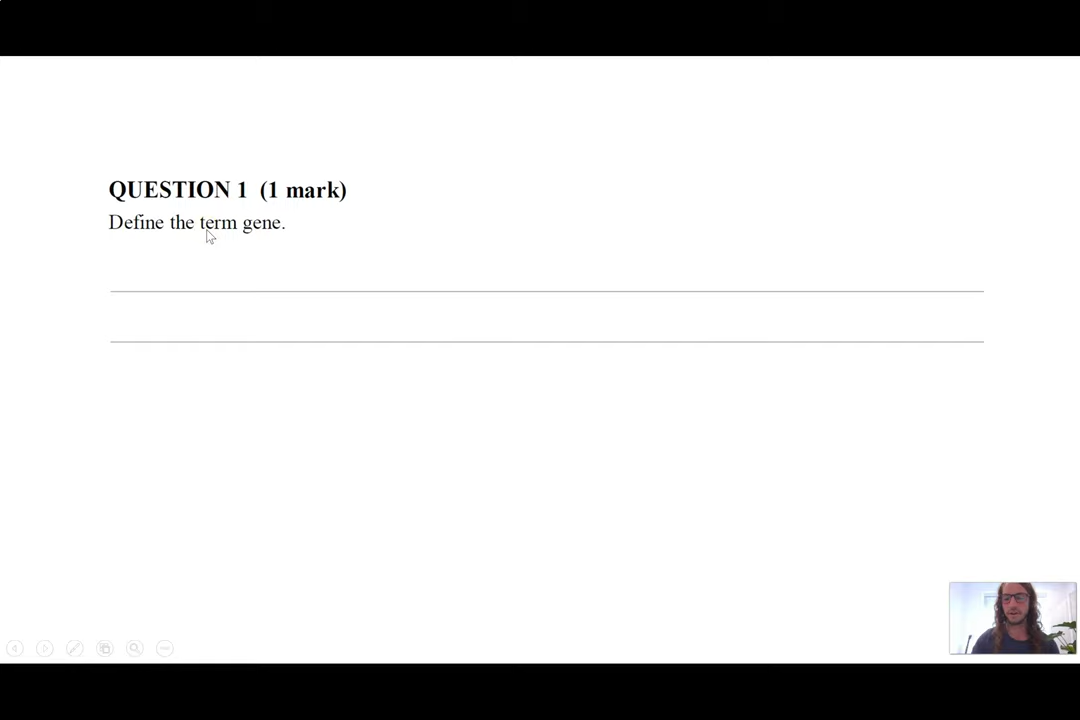 QUESTION 1 (1 mark)
Define the term gene.